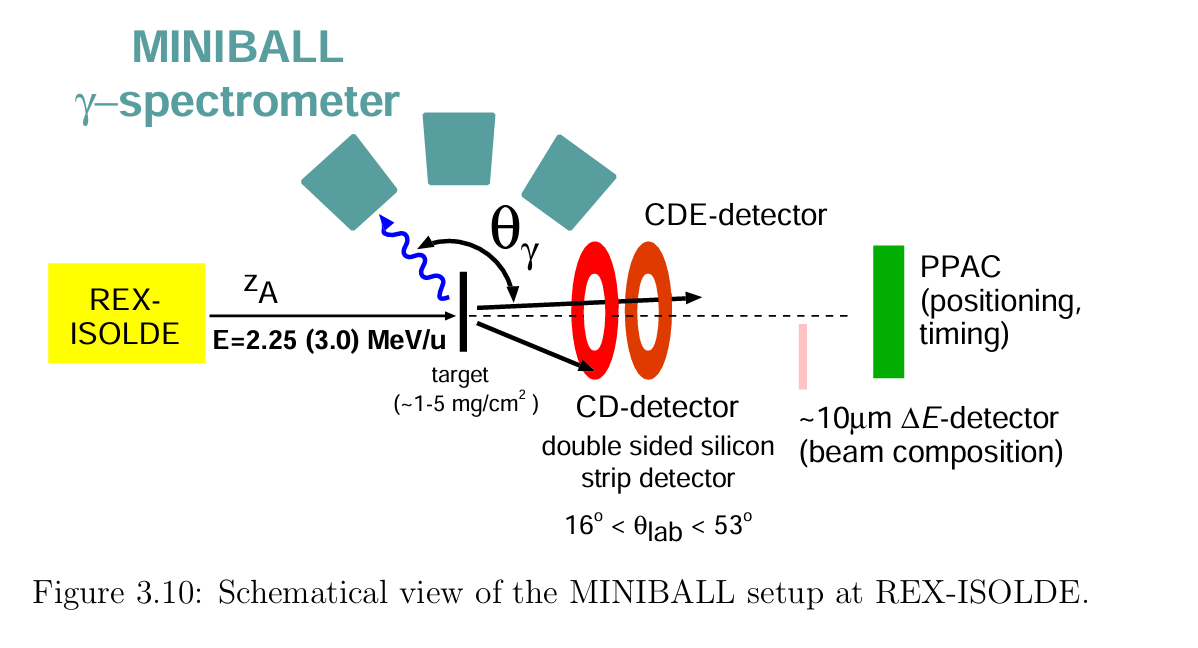 MINIBALL
γ–spectrometer
θγ
CDE-detector
REX-
ISOLDE
zA
E=2.25 (3.0) MeV/u
PPAC
(positioning,
timing)
target
(~1-5 mg/cm² )
CD-detector
double sided silicon
strip detector
16° < θlab < 53°
~10μm ΔE-detector
(beam composition)
Figure 3.10: Schematical view of the MINIBALL setup at REX-ISOLDE.